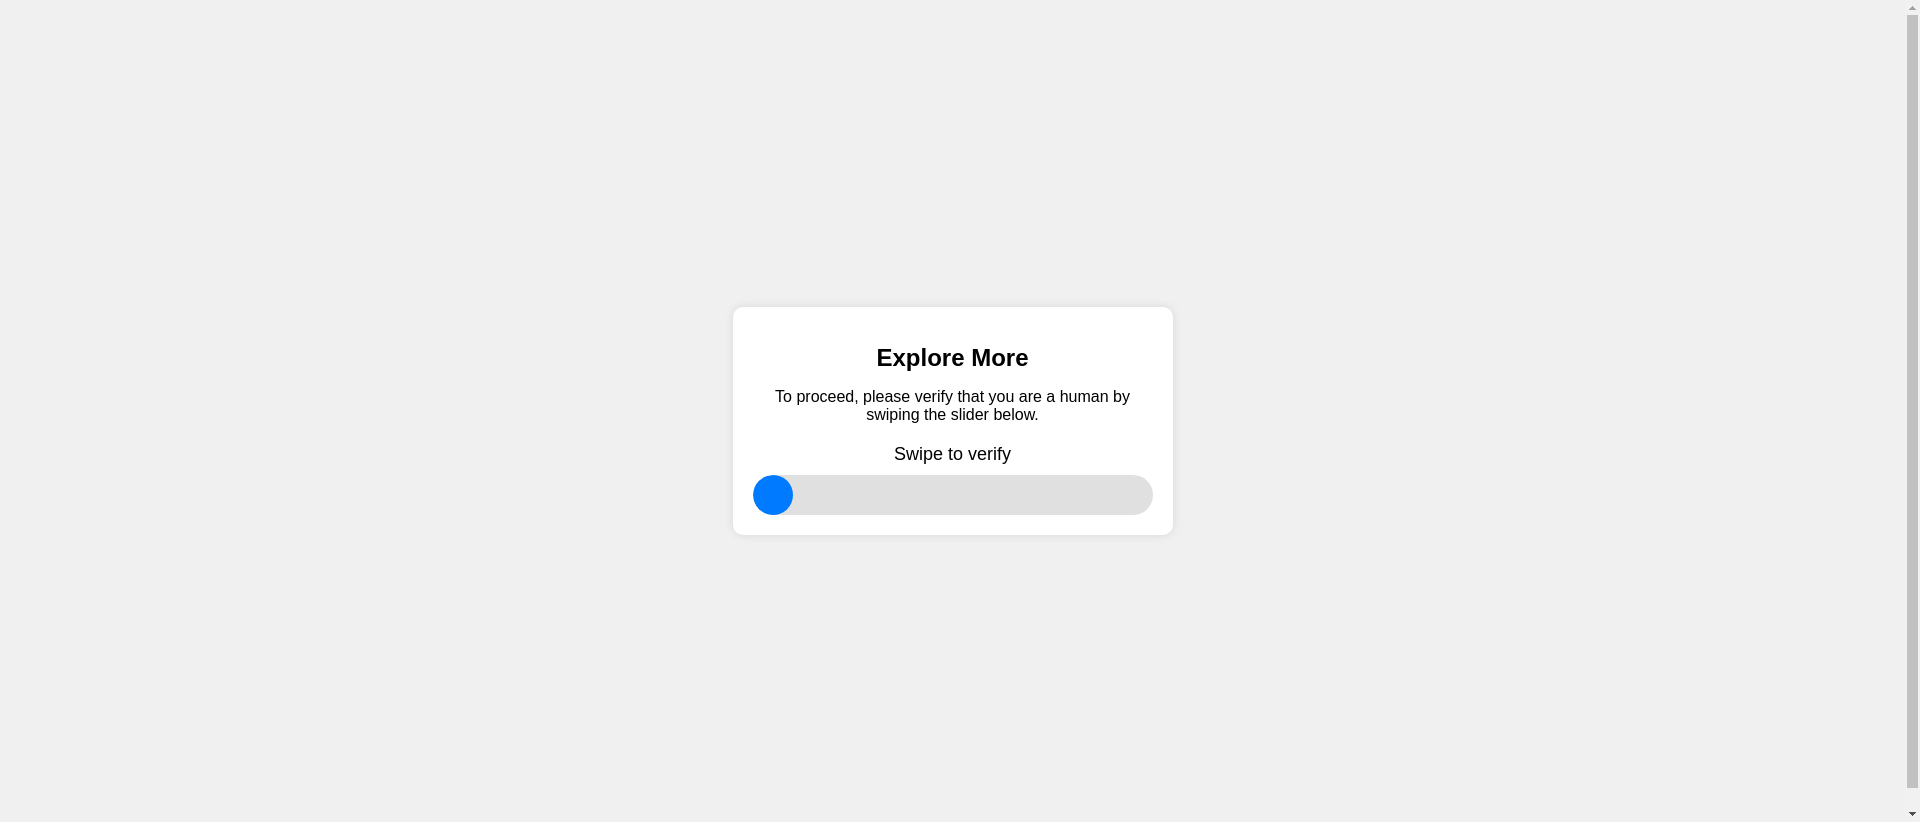 Explore More
To proceed, please verify that you are a human by
swiping the slider below.
Swipe to verify